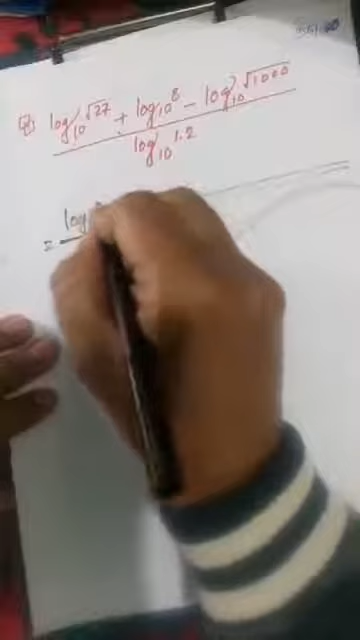 Q) log₁₀√27 + log₁₀8 − log₁₀√1000
log₁₀1.2
= log